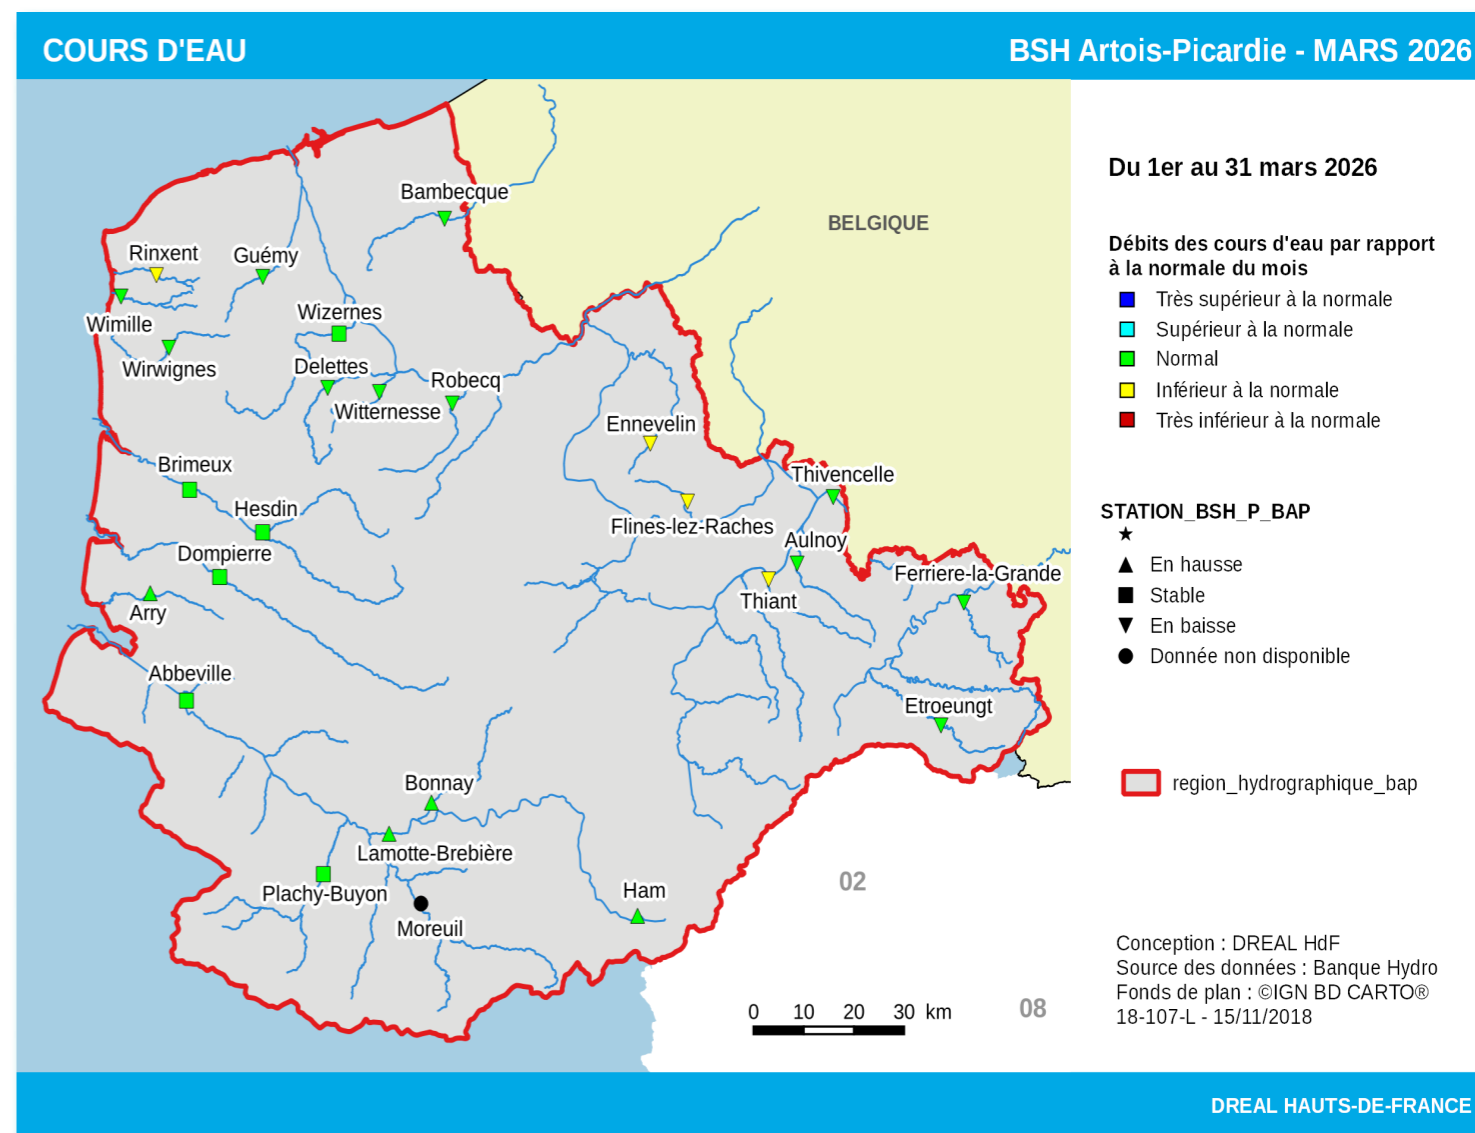 COURS D'EAU
BSH Artois-Picardie - MARS 2026
Du 1er au 31 mars 2026
Débits des cours d'eau par rapport
à la normale du mois
Très supérieur à la normale
Supérieur à la normale
Normal
Inférieur à la normale
Très inférieur à la normale
STATION_BSH_P_BAP
En hausse
Stable
En baisse
Donnée non disponible
region_hydrographique_bap
Bambecque
BELGIQUE
Rinxent
Guémy
Wizernes
Wimille
Wirwignes
Delettes
Robecq
Witternesse
Ennevelin
Brimeux
Thivencelle
Hesdin
Flines-lez-Raches
Aulnoy
Dompierre
Ferriere-la-Grande
Thiant
Arry
Abbeville
Etroeungt
Bonnay
Lamotte-Brebière
02
Plachy-Buyon
Ham
Moreuil
08
0 10 20 30 km
Conception : DREAL HdF
Source des données : Banque Hydro
Fonds de plan : ©IGN BD CARTO®
18-107-L - 15/11/2018
DREAL HAUTS-DE-FRANCE